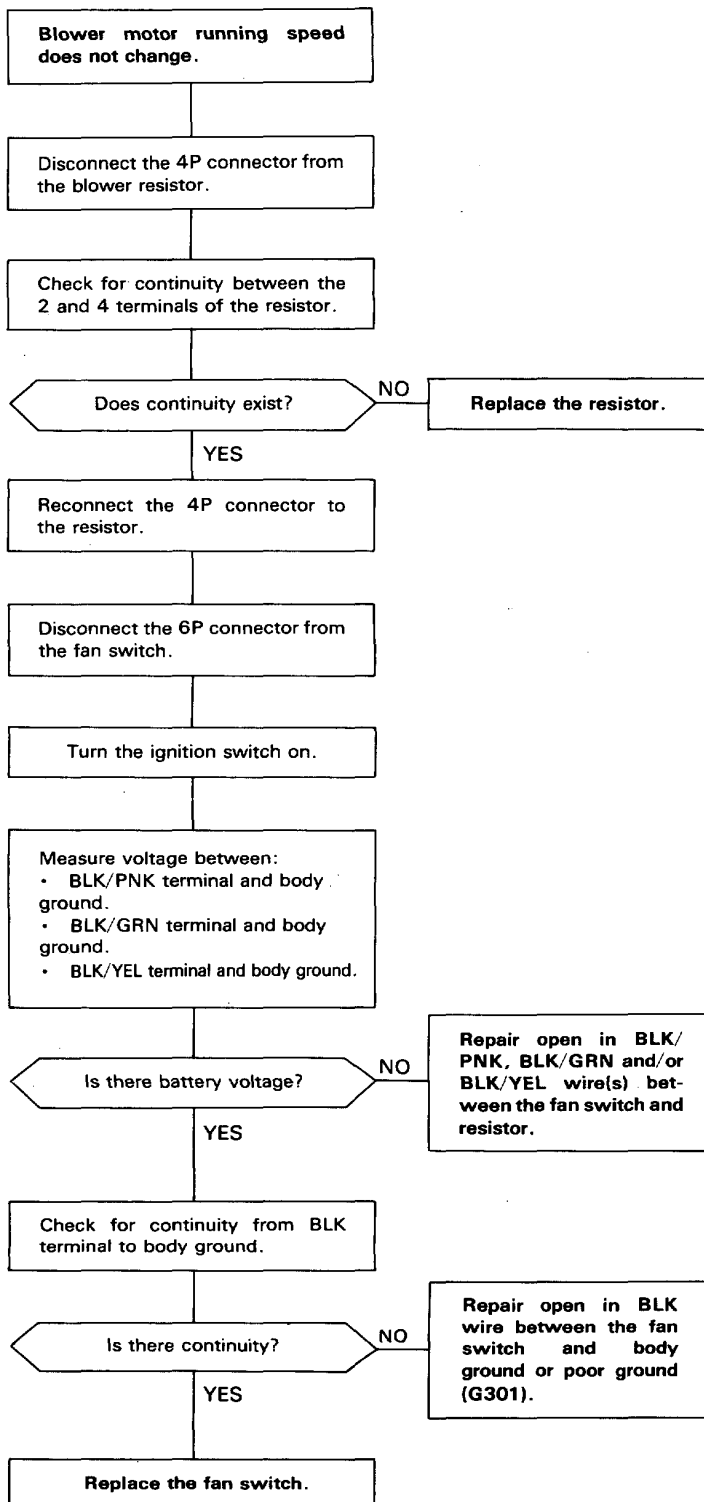 Blower motor running speed
does not change.
Disconnect the 4P connector from
the blower resistor.
Check for continuity between the
2 and 4 terminals of the resistor.
Does continuity exist?
NO
Replace the resistor.
YES
Reconnect the 4P connector to
the resistor.
Disconnect the 6P connector from
the fan switch.
Turn the ignition switch on.
Measure voltage between:
• BLK/PNK terminal and body
ground.
• BLK/GRN terminal and body
ground.
• BLK/YEL terminal and body ground.
Is there battery voltage?
NO
Repair open in BLK/
PNK, BLK/GRN and/or
BLK/YEL wire(s) bet-
ween the fan switch and
resistor.
YES
Check for continuity from BLK
terminal to body ground.
Is there continuity?
NO
Repair open in BLK
wire between the fan
switch and body
ground or poor ground
(G301).
YES
Replace the fan switch.